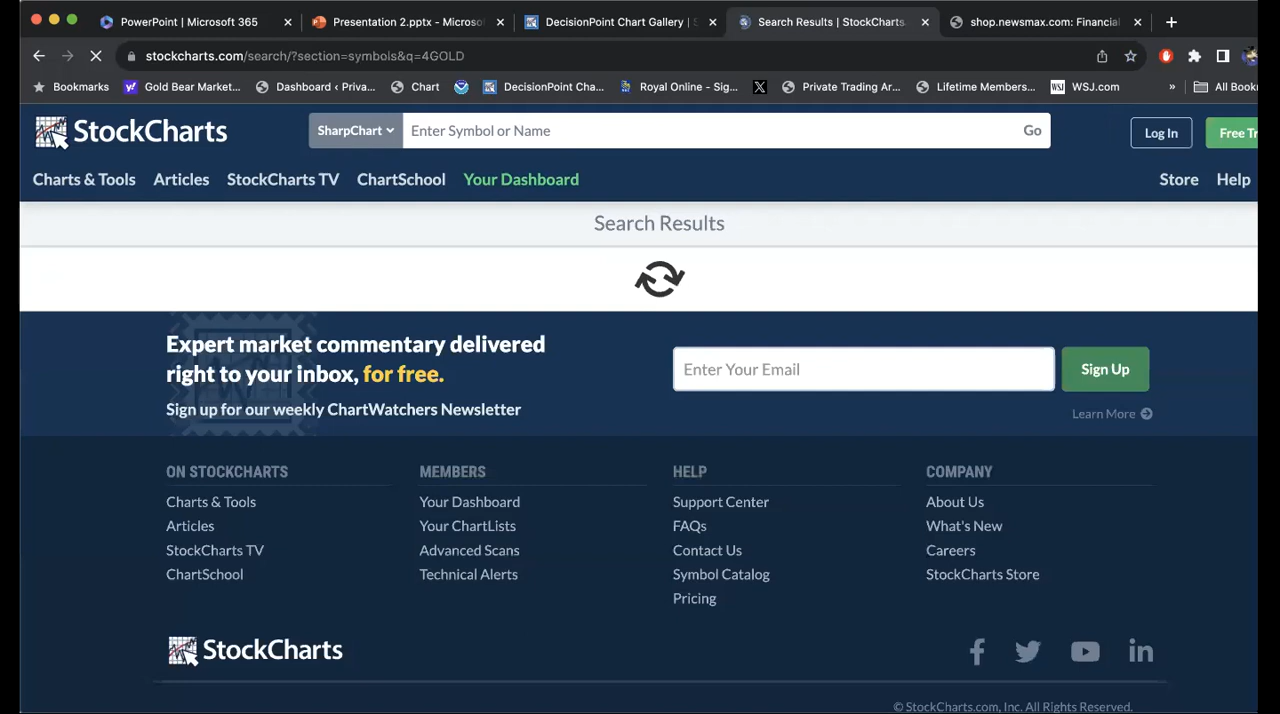 PowerPoint | Microsoft 365
Presentation 2.pptx - Microso
DecisionPoint Chart Gallery | S
Search Results | StockCharts.
shop.newsmax.com: Financial
stockcharts.com/search/?section=symbols&q=4GOLD
Bookmarks
Gold Bear Market...
Dashboard ‹ Priva...
Chart
DecisionPoint Cha...
Royal Online - Sig...
Private Trading Ar...
Lifetime Members...
WSJ WSJ.com
»
All Book
StockCharts
SharpChart
Enter Symbol or Name
Go
Log In
Free Tr
Charts & Tools
Articles
StockCharts TV
ChartSchool
Your Dashboard
Store
Help
Search Results
Expert market commentary delivered
right to your inbox, for free.
Sign up for our weekly ChartWatchers Newsletter
Enter Your Email
Sign Up
Learn More
ON STOCKCHARTS
Charts & Tools
Articles
StockCharts TV
ChartSchool
MEMBERS
Your Dashboard
Your ChartLists
Advanced Scans
Technical Alerts
HELP
Support Center
FAQs
Contact Us
Symbol Catalog
Pricing
COMPANY
About Us
What's New
Careers
StockCharts Store
StockCharts
© StockCharts.com, Inc. All Rights Reserved.